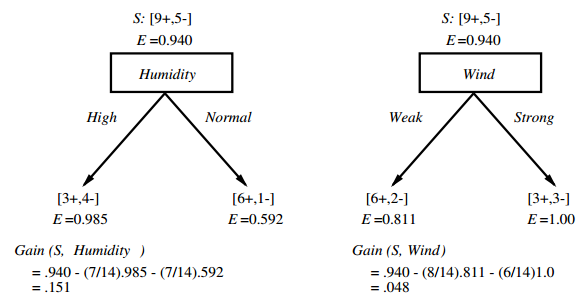 S: [9+,5-]
E =0.940
Humidity
High
Normal
[3+,4-]
[6+,1-]
E =0.985
E =0.592
Gain (S, Humidity )
= .940 - (7/14).985 - (7/14).592
= .151
S: [9+,5-]
E =0.940
Wind
Weak
Strong
[6+,2-]
[3+,3-]
E =0.811
E =1.00
Gain (S, Wind)
= .940 - (8/14).811 - (6/14)1.0
= .048